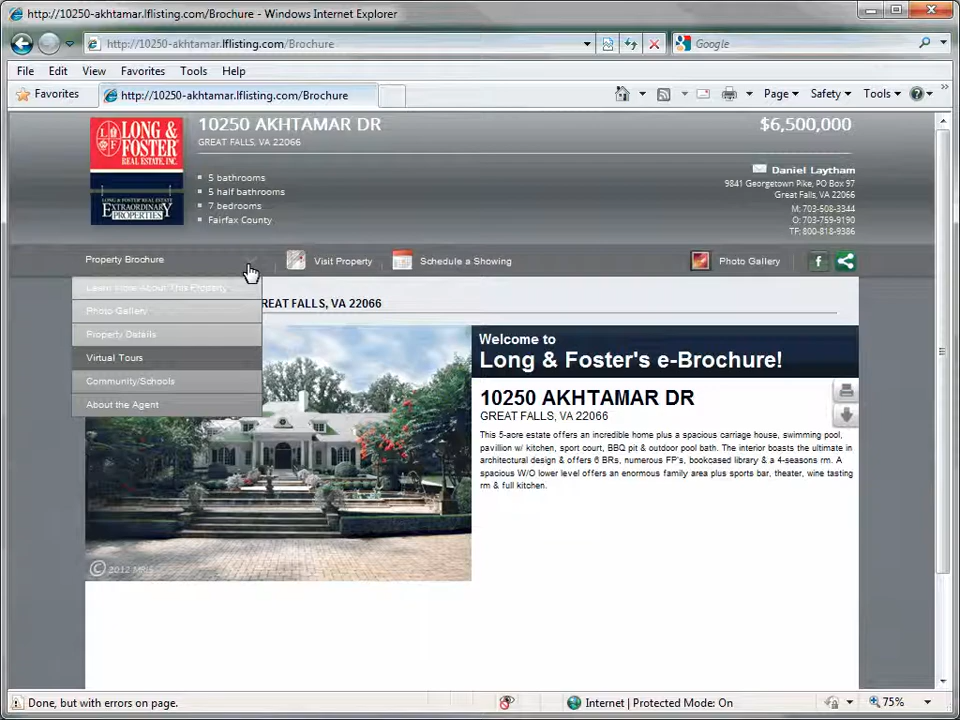 http://10250-akhtamar.lflisting.com/Brochure - Windows Internet Explorer
http://10250-akhtamar.lflisting.com/Brochure
Google
File Edit View Favorites Tools Help
Favorites
http://10250-akhtamar.lflisting.com/Brochure
Page Safety Tools
LONG & FOSTER
REAL ESTATE, INC.
LONG & FOSTER REAL ESTATE
EXTRAORDINARY
PROPERTIES
10250 AKHTAMAR DR
GREAT FALLS, VA 22066
$6,500,000
5 bathrooms
5 half bathrooms
7 bedrooms
Fairfax County
Daniel Laytham
9841 Georgetown Pike, PO Box 97
Great Falls, VA 22066
M: 703-508-3344
O: 703-759-9190
TF: 800-818-9386
Property Brochure
Visit Property
Schedule a Showing
Photo Gallery
Learn More About This Property
Photo Gallery
Property Details
Virtual Tours
Community/Schools
About the Agent
REAT FALLS, VA 22066
Welcome to
Long & Foster's e-Brochure!
10250 AKHTAMAR DR
GREAT FALLS, VA 22066
This 5-acre estate offers an incredible home plus a spacious carriage house, swimming pool,
pavillion w/ kitchen, sport court, BBQ pit & outdoor pool bath. The interior boasts the ultimate in
architectural design & offers 6 BRs, numerous FP's, bookcased library & a 4-seasons rm. A
spacious W/O lower level offers an enormous family area plus sports bar, theater, wine tasting
rm & full kitchen.
© 2012 MRIS
Done, but with errors on page.
Internet | Protected Mode: On
75%